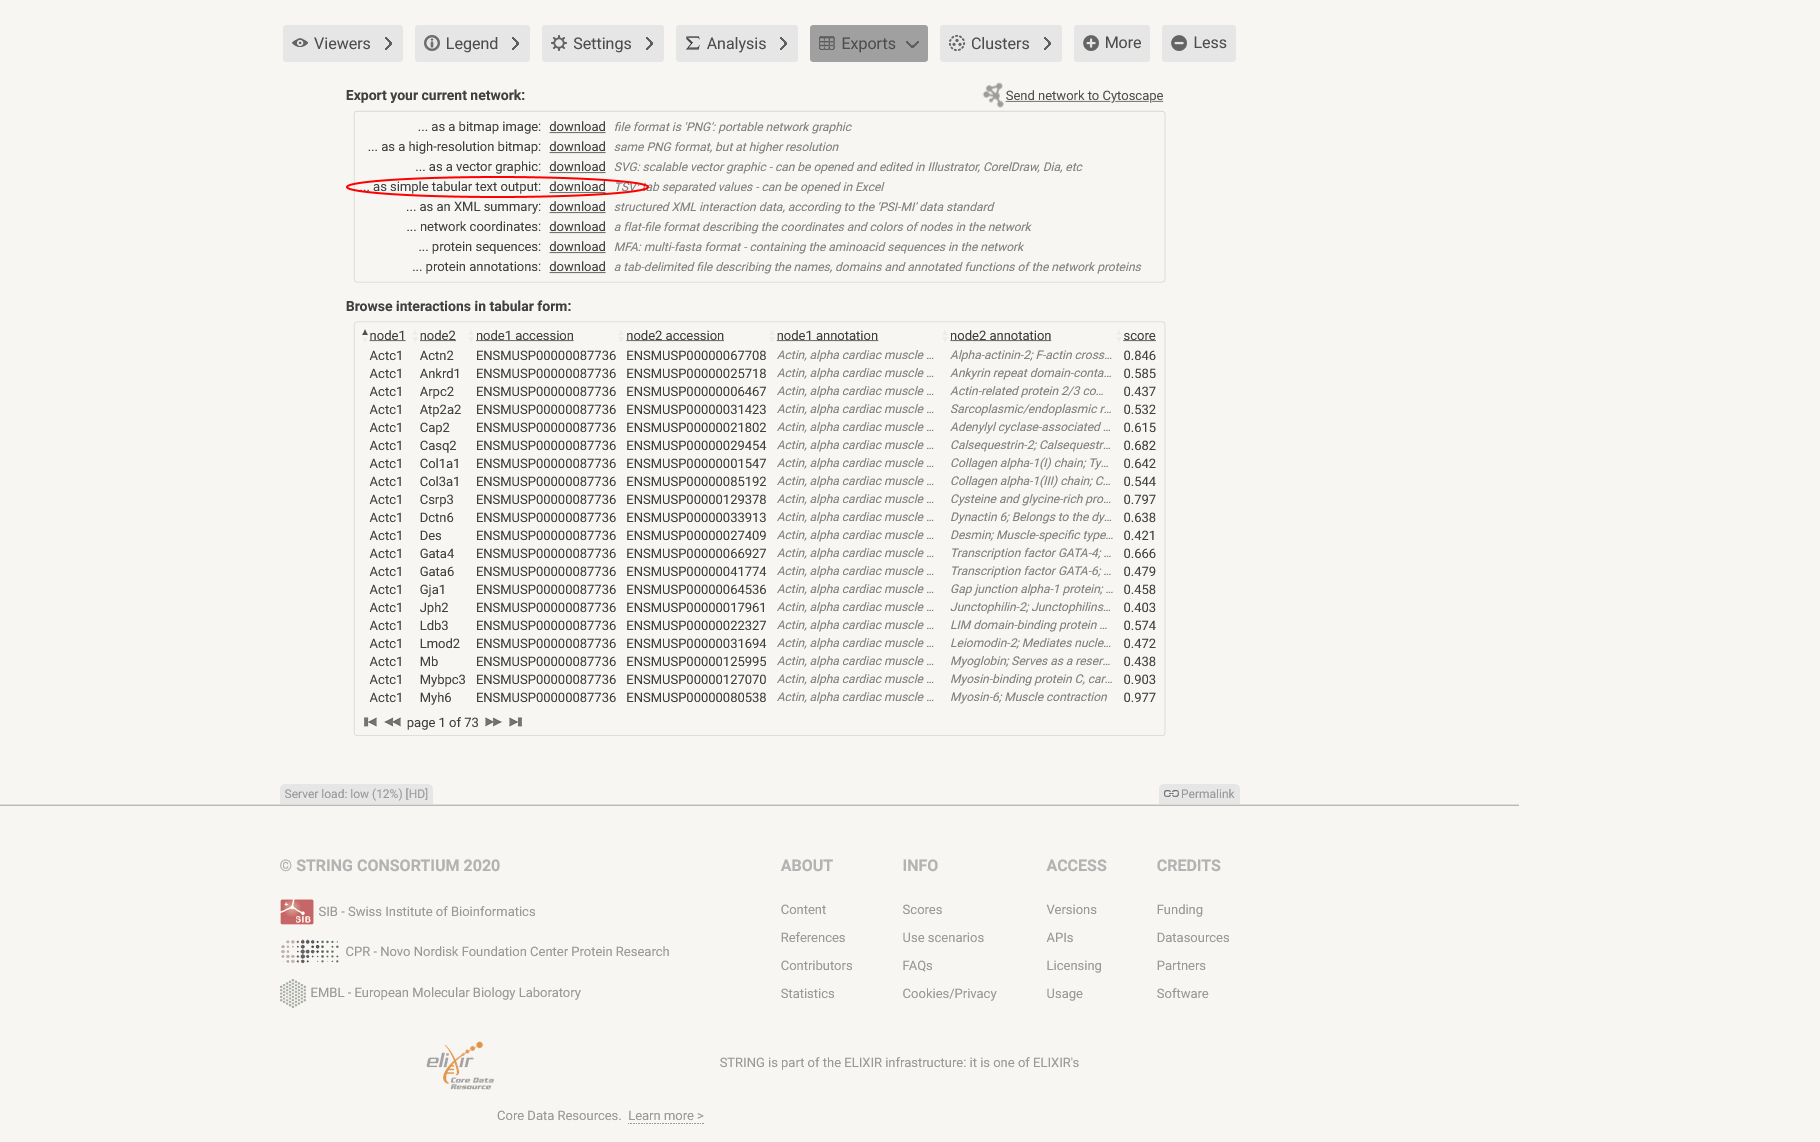 Viewers Legend Settings Analysis Exports Clusters More Less
Export your current network: Send network to Cytoscape
... as a bitmap image: download file format is 'PNG': portable network graphic
... as a high-resolution bitmap: download same PNG format, but at higher resolution
... as a vector graphic: download SVG: scalable vector graphic - can be opened and edited in Illustrator, CorelDraw, Dia, etc
... as simple tabular text output: download TSV: tab separated values - can be opened in Excel
... as an XML summary: download structured XML interaction data, according to the 'PSI-MI' data standard
... network coordinates: download a flat-file format describing the coordinates and colors of nodes in the network
... protein sequences: download MFA: multi-fasta format - containing the aminoacid sequences in the network
... protein annotations: download a tab-delimited file describing the names, domains and annotated functions of the network proteins
Browse interactions in tabular form:
node1 node2 node1 accession node2 accession node1 annotation node2 annotation score
Actc1 Actn2 ENSMUSP00000087736 ENSMUSP00000067708 Actin, alpha cardiac muscle ... Alpha-actinin-2; F-actin cross... 0.846
Actc1 Ankrd1 ENSMUSP00000087736 ENSMUSP00000025718 Actin, alpha cardiac muscle ... Ankyrin repeat domain-conta... 0.585
Actc1 Arpc2 ENSMUSP00000087736 ENSMUSP00000006467 Actin, alpha cardiac muscle ... Actin-related protein 2/3 co... 0.437
Actc1 Atp2a2 ENSMUSP00000087736 ENSMUSP00000031423 Actin, alpha cardiac muscle ... Sarcoplasmic/endoplasmic r... 0.532
Actc1 Cap2 ENSMUSP00000087736 ENSMUSP00000021802 Actin, alpha cardiac muscle ... Adenylyl cyclase-associated ... 0.615
Actc1 Casq2 ENSMUSP00000087736 ENSMUSP00000029454 Actin, alpha cardiac muscle ... Calsequestrin-2; Calsequestr... 0.682
Actc1 Col1a1 ENSMUSP00000087736 ENSMUSP00000001547 Actin, alpha cardiac muscle ... Collagen alpha-1(I) chain; Ty... 0.642
Actc1 Col3a1 ENSMUSP00000087736 ENSMUSP00000085192 Actin, alpha cardiac muscle ... Collagen alpha-1(III) chain; C... 0.544
Actc1 Csrp3 ENSMUSP00000087736 ENSMUSP00000129378 Actin, alpha cardiac muscle ... Cysteine and glycine-rich pro... 0.797
Actc1 Dctn6 ENSMUSP00000087736 ENSMUSP00000033913 Actin, alpha cardiac muscle ... Dynactin 6; Belongs to the dy... 0.638
Actc1 Des ENSMUSP00000087736 ENSMUSP00000027409 Actin, alpha cardiac muscle ... Desmin; Muscle-specific type... 0.421
Actc1 Gata4 ENSMUSP00000087736 ENSMUSP00000066927 Actin, alpha cardiac muscle ... Transcription factor GATA-4; ... 0.666
Actc1 Gata6 ENSMUSP00000087736 ENSMUSP00000041774 Actin, alpha cardiac muscle ... Transcription factor GATA-6; ... 0.479
Actc1 Gja1 ENSMUSP00000087736 ENSMUSP00000064536 Actin, alpha cardiac muscle ... Gap junction alpha-1 protein; ... 0.458
Actc1 Jph2 ENSMUSP00000087736 ENSMUSP00000017961 Actin, alpha cardiac muscle ... Junctophilin-2; Junctophilins... 0.403
Actc1 Ldb3 ENSMUSP00000087736 ENSMUSP00000022327 Actin, alpha cardiac muscle ... LIM domain-binding protein ... 0.574
Actc1 Lmod2 ENSMUSP00000087736 ENSMUSP00000031694 Actin, alpha cardiac muscle ... Leiomodin-2; Mediates nucle... 0.472
Actc1 Mb ENSMUSP00000087736 ENSMUSP00000125995 Actin, alpha cardiac muscle ... Myoglobin; Serves as a reser... 0.438
Actc1 Mybpc3 ENSMUSP00000087736 ENSMUSP00000127070 Actin, alpha cardiac muscle ... Myosin-binding protein C, car... 0.903
Actc1 Myh6 ENSMUSP00000087736 ENSMUSP00000080538 Actin, alpha cardiac muscle ... Myosin-6; Muscle contraction 0.977
page 1 of 73
Server load: low (12%) [HD] Permalink
© STRING CONSORTIUM 2020 ABOUT INFO ACCESS CREDITS
SIB SIB - Swiss Institute of Bioinformatics Content Scores Versions Funding
References Use scenarios APIs Datasources
CPR - Novo Nordisk Foundation Center Protein Research
Contributors FAQs Licensing Partners
EMBL - European Molecular Biology Laboratory Statistics Cookies/Privacy Usage Software
elixir
Core Data
Resource
STRING is part of the ELIXIR infrastructure: it is one of ELIXIR's
Core Data Resources. Learn more >